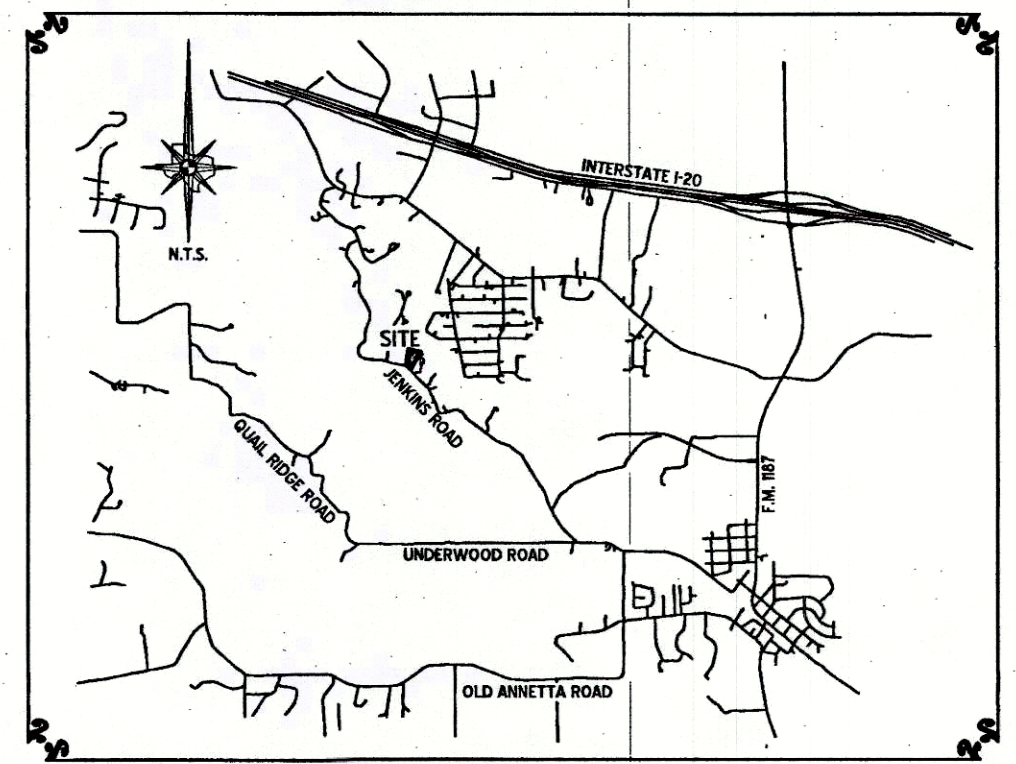 INTERSTATE I-20
N.T.S.
SITE
JENKINS ROAD
QUAIL RIDGE ROAD
F.M. 1187
UNDERWOOD ROAD
OLD ANNETTA ROAD